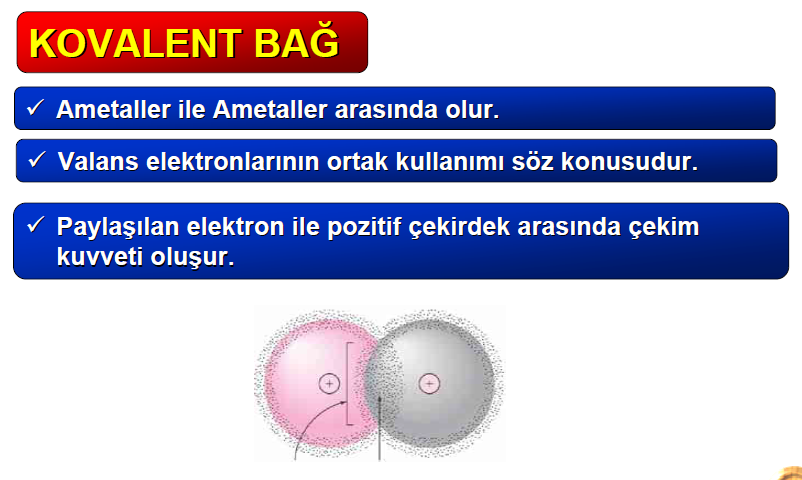 KOVALENT BAĞ
✓ Ametaller ile Ametaller arasında olur.
✓ Valans elektronlarının ortak kullanımı söz konusudur.
✓ Paylaşılan elektron ile pozitif çekirdek arasında çekim
kuvveti oluşur.
+ +